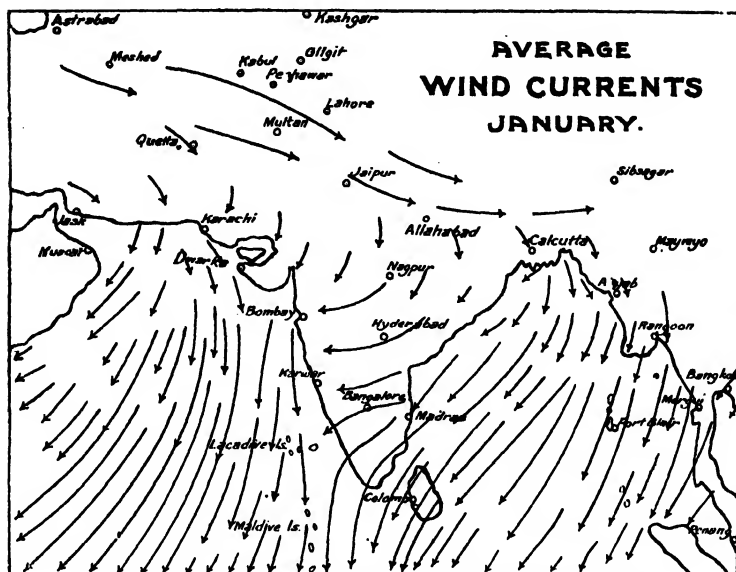 Astrabad
Kashgar
AVERAGE
WIND CURRENTS
JANUARY.
Meshed
Kabul
Gilgit
Peshawar
Lahore
Multan
Quetta
Jaipur
Sibsagar
Jask
Karachi
Allahabad
Muscat
Calcutta
Maymyo
Dwarka
Nagpur
Akyab
Bombay
Hyderabad
Rangoon
Karwar
Bangalore
Madras
Bangkok
Mergui
Port Blair
Lacadive Is.
Colombo
Maldive Is.
Penang